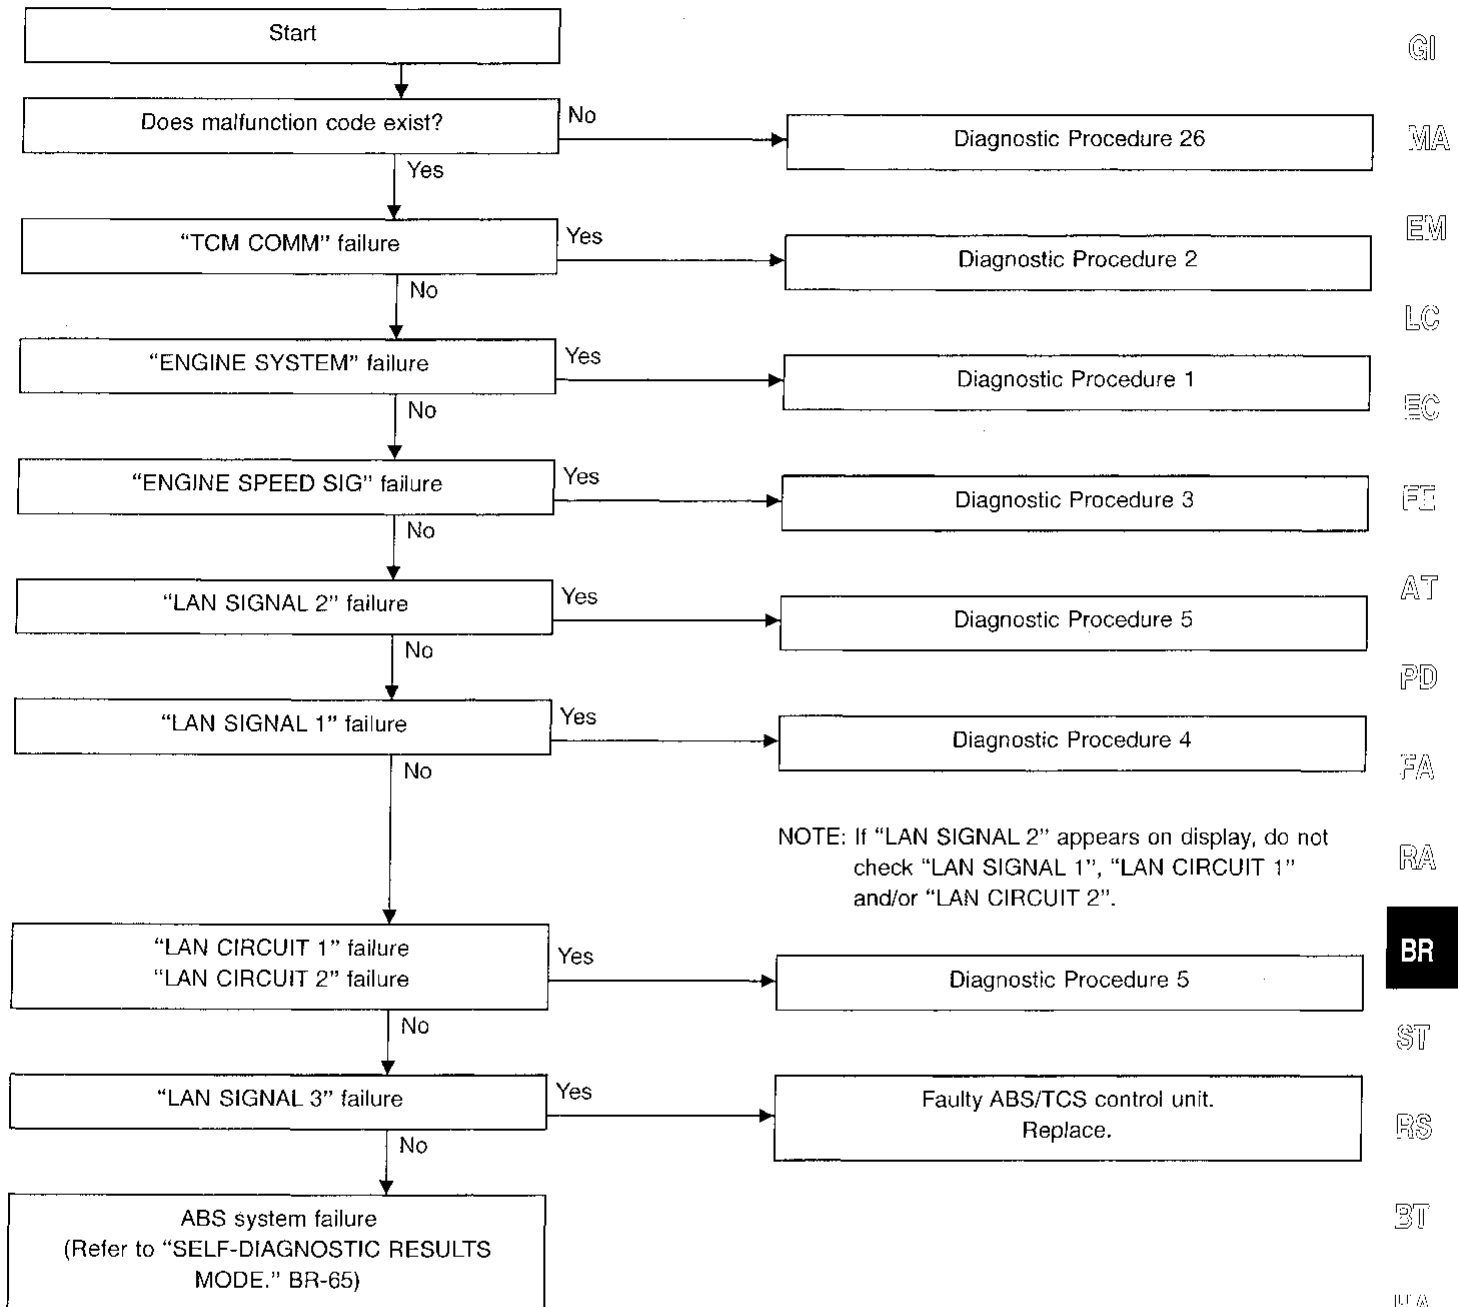 Start
Does malfunction code exist?
No
Diagnostic Procedure 26
Yes
“TCM COMM” failure
Yes
Diagnostic Procedure 2
No
“ENGINE SYSTEM” failure
Yes
Diagnostic Procedure 1
No
“ENGINE SPEED SIG” failure
Yes
Diagnostic Procedure 3
No
“LAN SIGNAL 2” failure
Yes
Diagnostic Procedure 5
No
“LAN SIGNAL 1” failure
Yes
Diagnostic Procedure 4
No
NOTE: If “LAN SIGNAL 2” appears on display, do not
check “LAN SIGNAL 1”, “LAN CIRCUIT 1”
and/or “LAN CIRCUIT 2”.
“LAN CIRCUIT 1” failure
“LAN CIRCUIT 2” failure
Yes
Diagnostic Procedure 5
No
“LAN SIGNAL 3” failure
Yes
Faulty ABS/TCS control unit.
Replace.
No
ABS system failure
(Refer to “SELF-DIAGNOSTIC RESULTS
MODE.” BR-65)
GI
MA
EM
LC
EC
FE
AT
PD
FA
RA
BR
ST
RS
BT